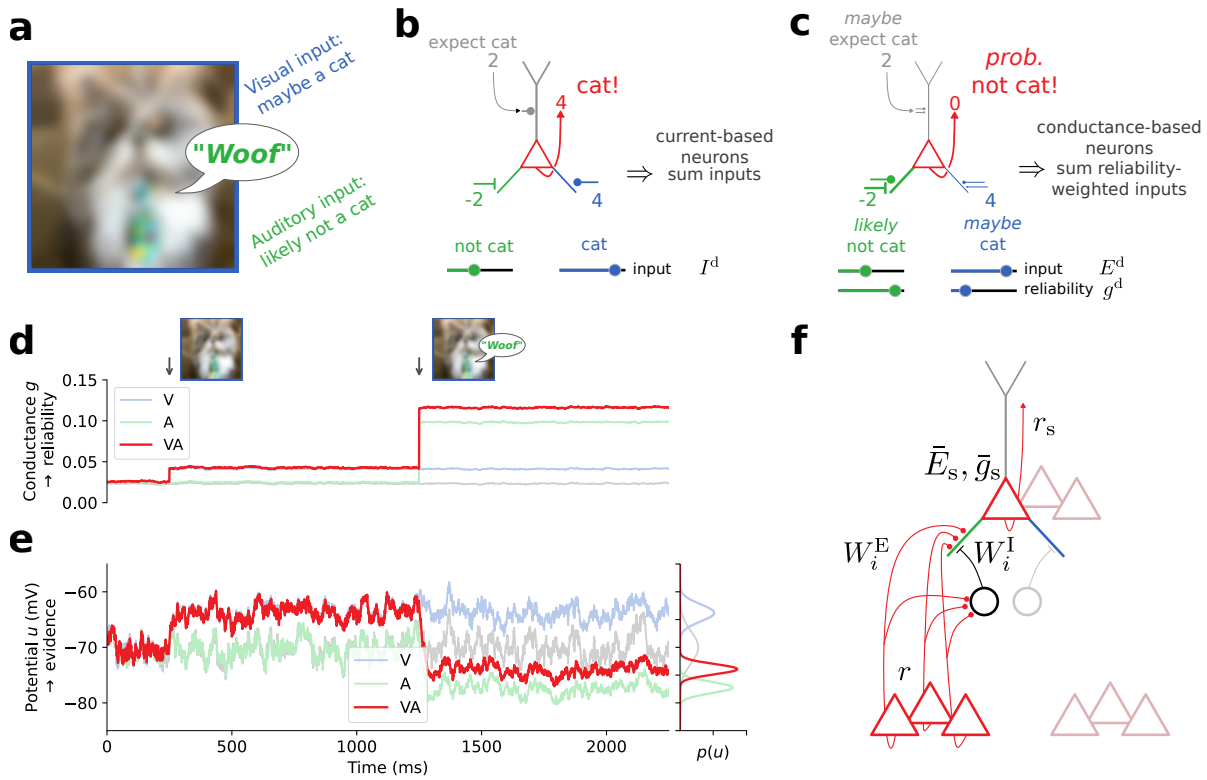 a
Visual input:
maybe a cat
"Woof"
Auditory input:
likely not a cat
b
expect cat
2
cat!
4
-2
4
current-based
⇒ neurons
sum inputs
not cat
cat
input I^d
c
maybe
expect cat
2
prob.
not cat!
0
-2
4
conductance-based
⇒ neurons
sum reliability-
weighted inputs
likely
not cat
maybe
cat
input E^d
reliability g^d
d
"Woof"
Conductance g
→ reliability
0.15
0.10
0.05
0.00
V
A
VA
e
Potential u (mV)
→ evidence
−60
−70
−80
V
A
VA
0
500
1000
1500
2000
Time (ms)
p(u)
f
r_s
Ē_s, ḡ_s
W_i^E
W_i^I
r